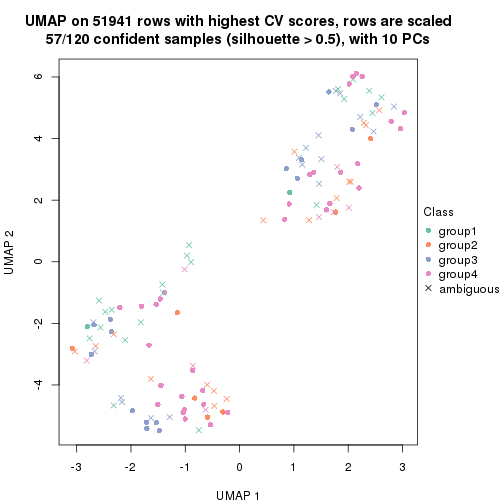 UMAP on 51941 rows with highest CV scores, rows are scaled
57/120 confident samples (silhouette > 0.5), with 10 PCs
6
4
2
0
-2
-4
UMAP 2
-3
-2
-1
0
1
2
3
UMAP 1
Class
group1
group2
group3
group4
ambiguous